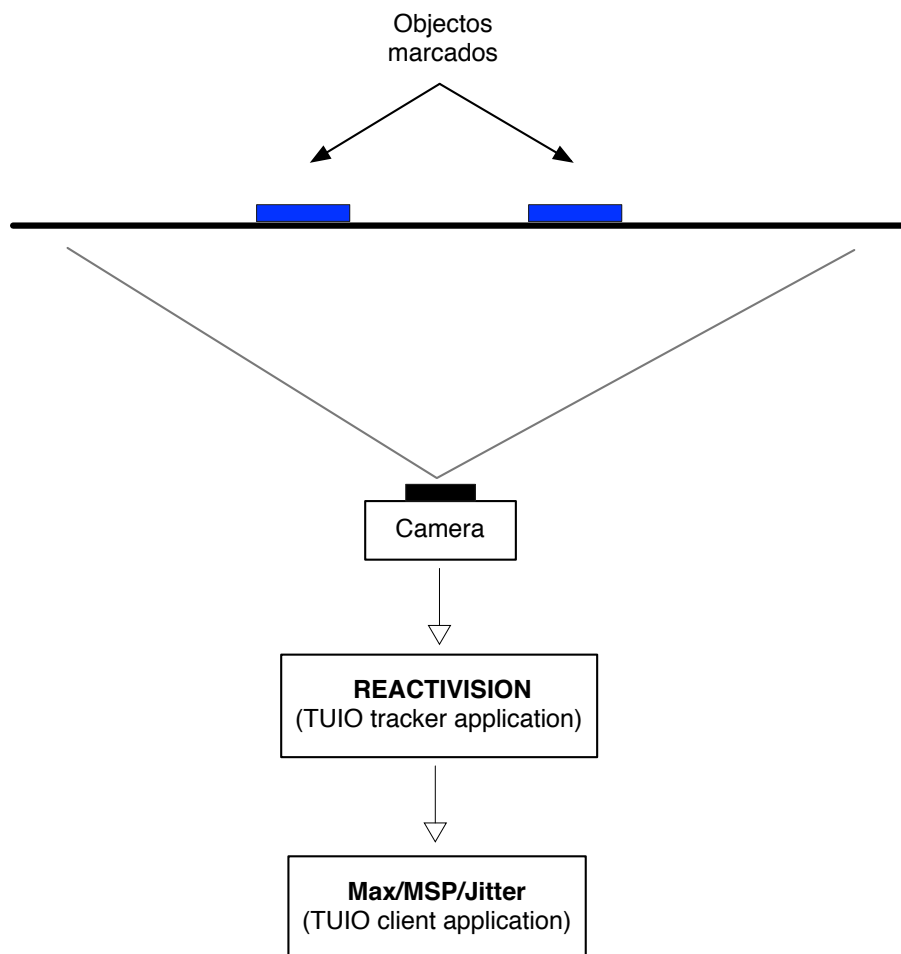 Objectos
marcados
Camera
REACTIVISION
(TUIO tracker application)
Max/MSP/Jitter
(TUIO client application)